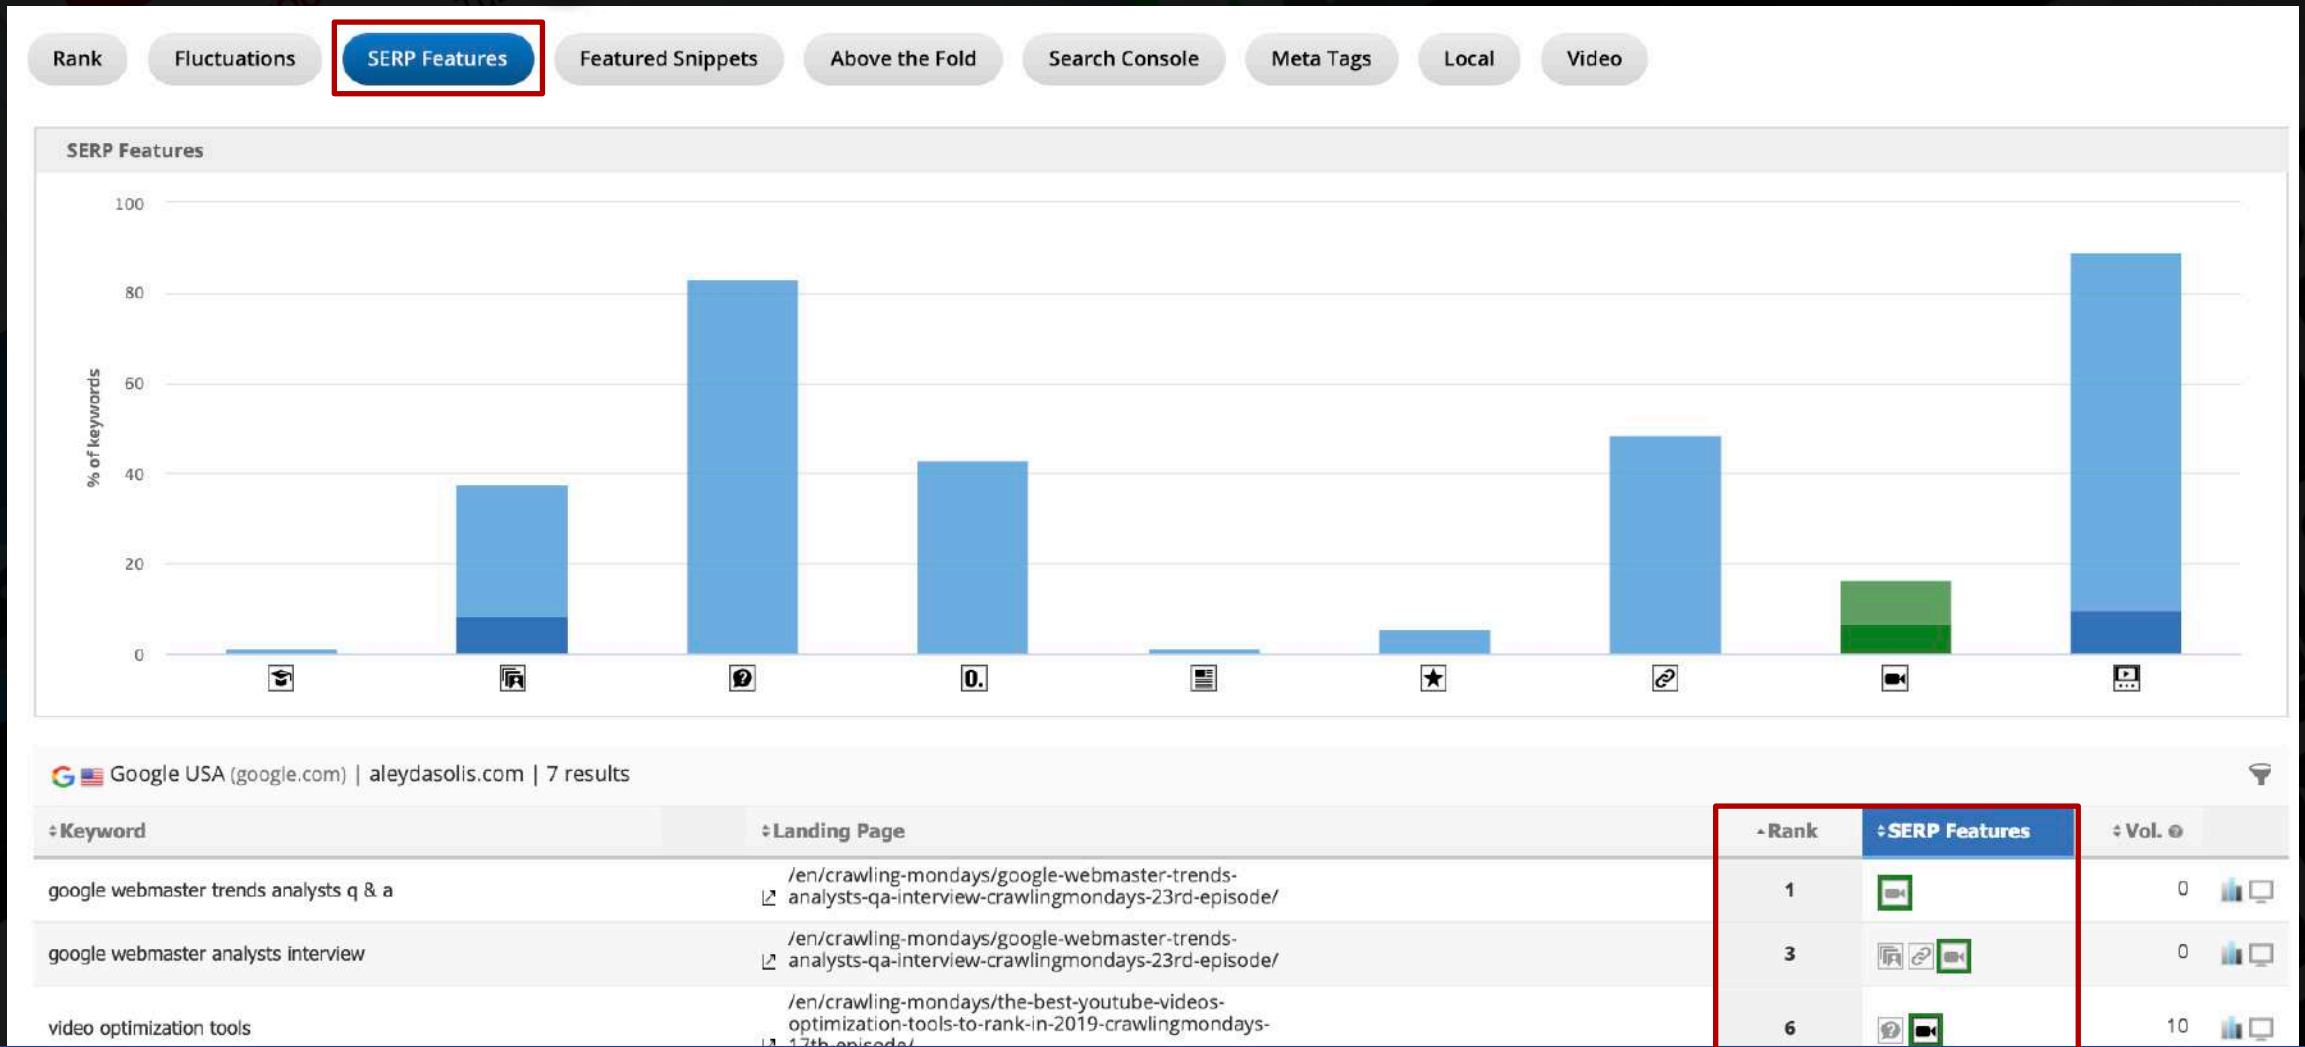 Rank Fluctuations SERP Features Featured Snippets Above the Fold Search Console Meta Tags Local Video
SERP Features
100
80
60
40
20
0
% of keywords
0.
Google USA (google.com) | aleydasolis.com | 7 results
Keyword Landing Page Rank SERP Features Vol.
google webmaster trends analysts q & a
/en/crawling-mondays/google-webmaster-trends-
analysts-qa-interview-crawlingmondays-23rd-episode/
1 0
google webmaster analysts interview
/en/crawling-mondays/google-webmaster-trends-
analysts-qa-interview-crawlingmondays-23rd-episode/
3 0
video optimization tools
/en/crawling-mondays/the-best-youtube-videos-
optimization-tools-to-rank-in-2019-crawlingmondays-
17th-episode/
6 10